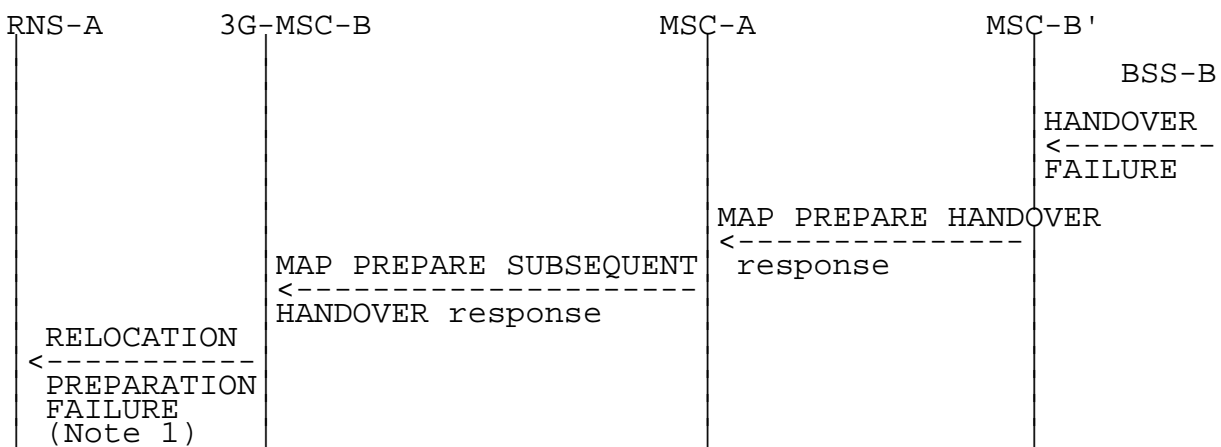 RNS-A 3G-MSC-B MSC-A MSC-B'
BSS-B
HANDOVER
FAILURE
MAP PREPARE HANDOVER
response
MAP PREPARE SUBSEQUENT
HANDOVER response
RELOCATION
PREPARATION
FAILURE
(Note 1)